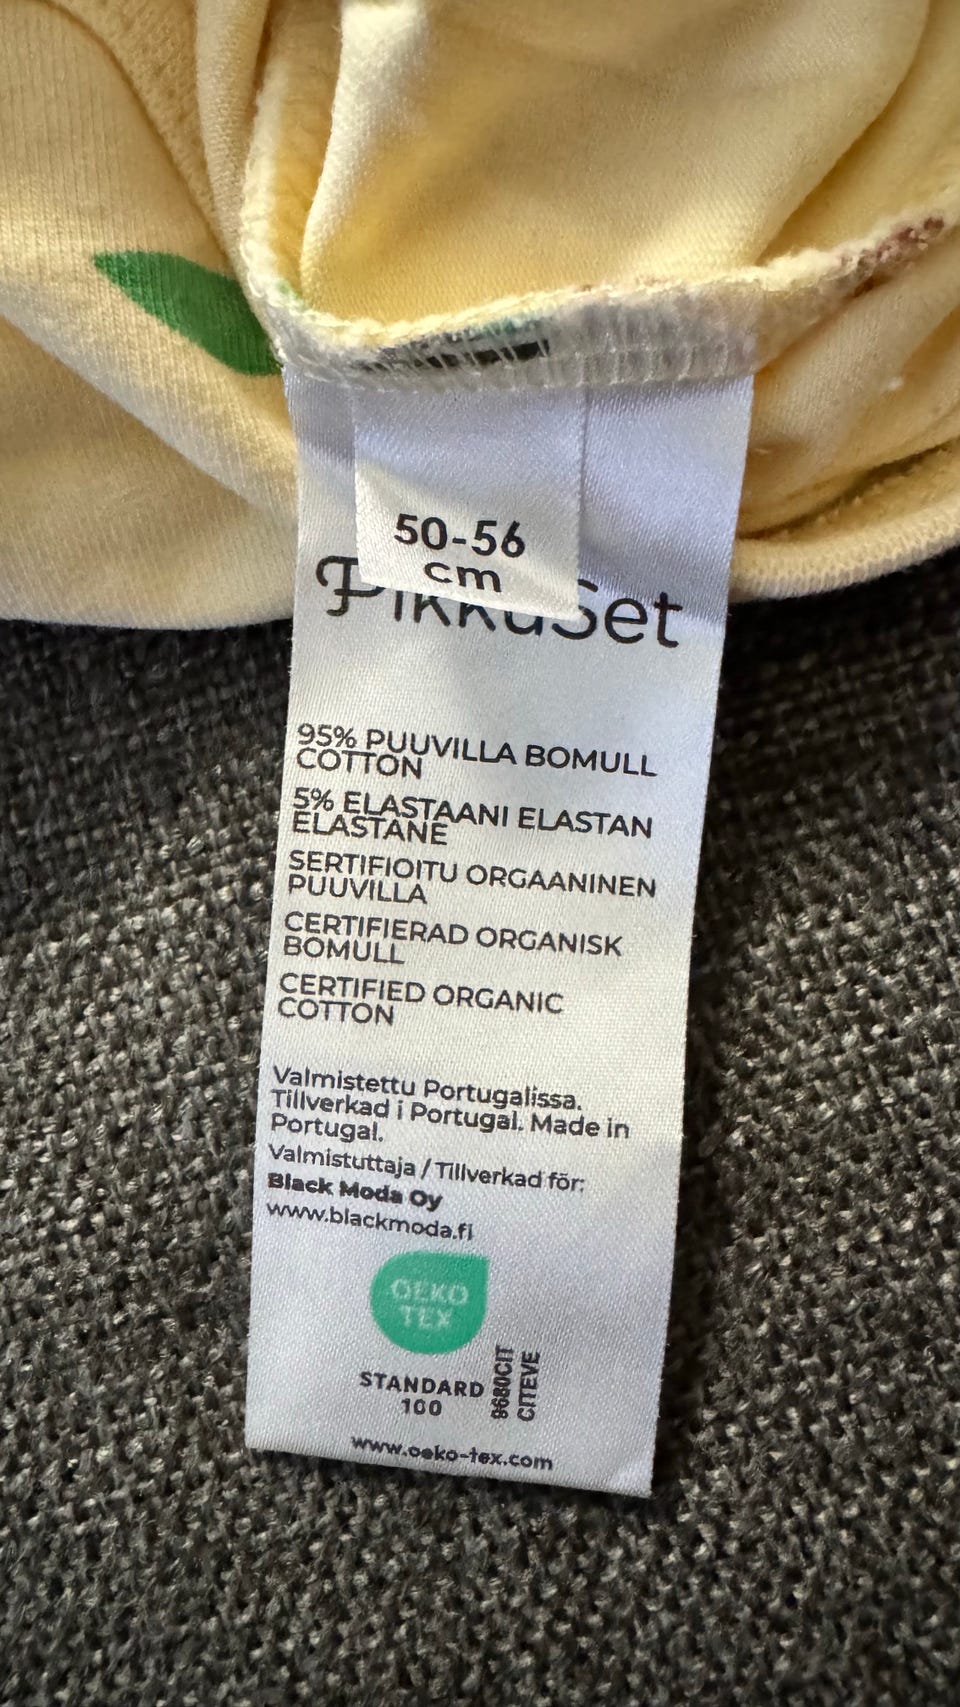 50-56
cm
PikkuSet
95% PUUVILLA BOMULL
COTTON
5% ELASTAANI ELASTAN
ELASTANE
SERTIFIOITU ORGAANINEN
PUUVILLA
CERTIFIERAD ORGANISK
BOMULL
CERTIFIED ORGANIC
COTTON
Valmistettu Portugalissa.
Tillverkad i Portugal. Made in
Portugal.
Valmistuttaja / Tillverkad för:
Black Moda Oy
www.blackmoda.fi
OEKO
TEX
STANDARD
100
9680CIT
CITEVE
www.oeko-tex.com